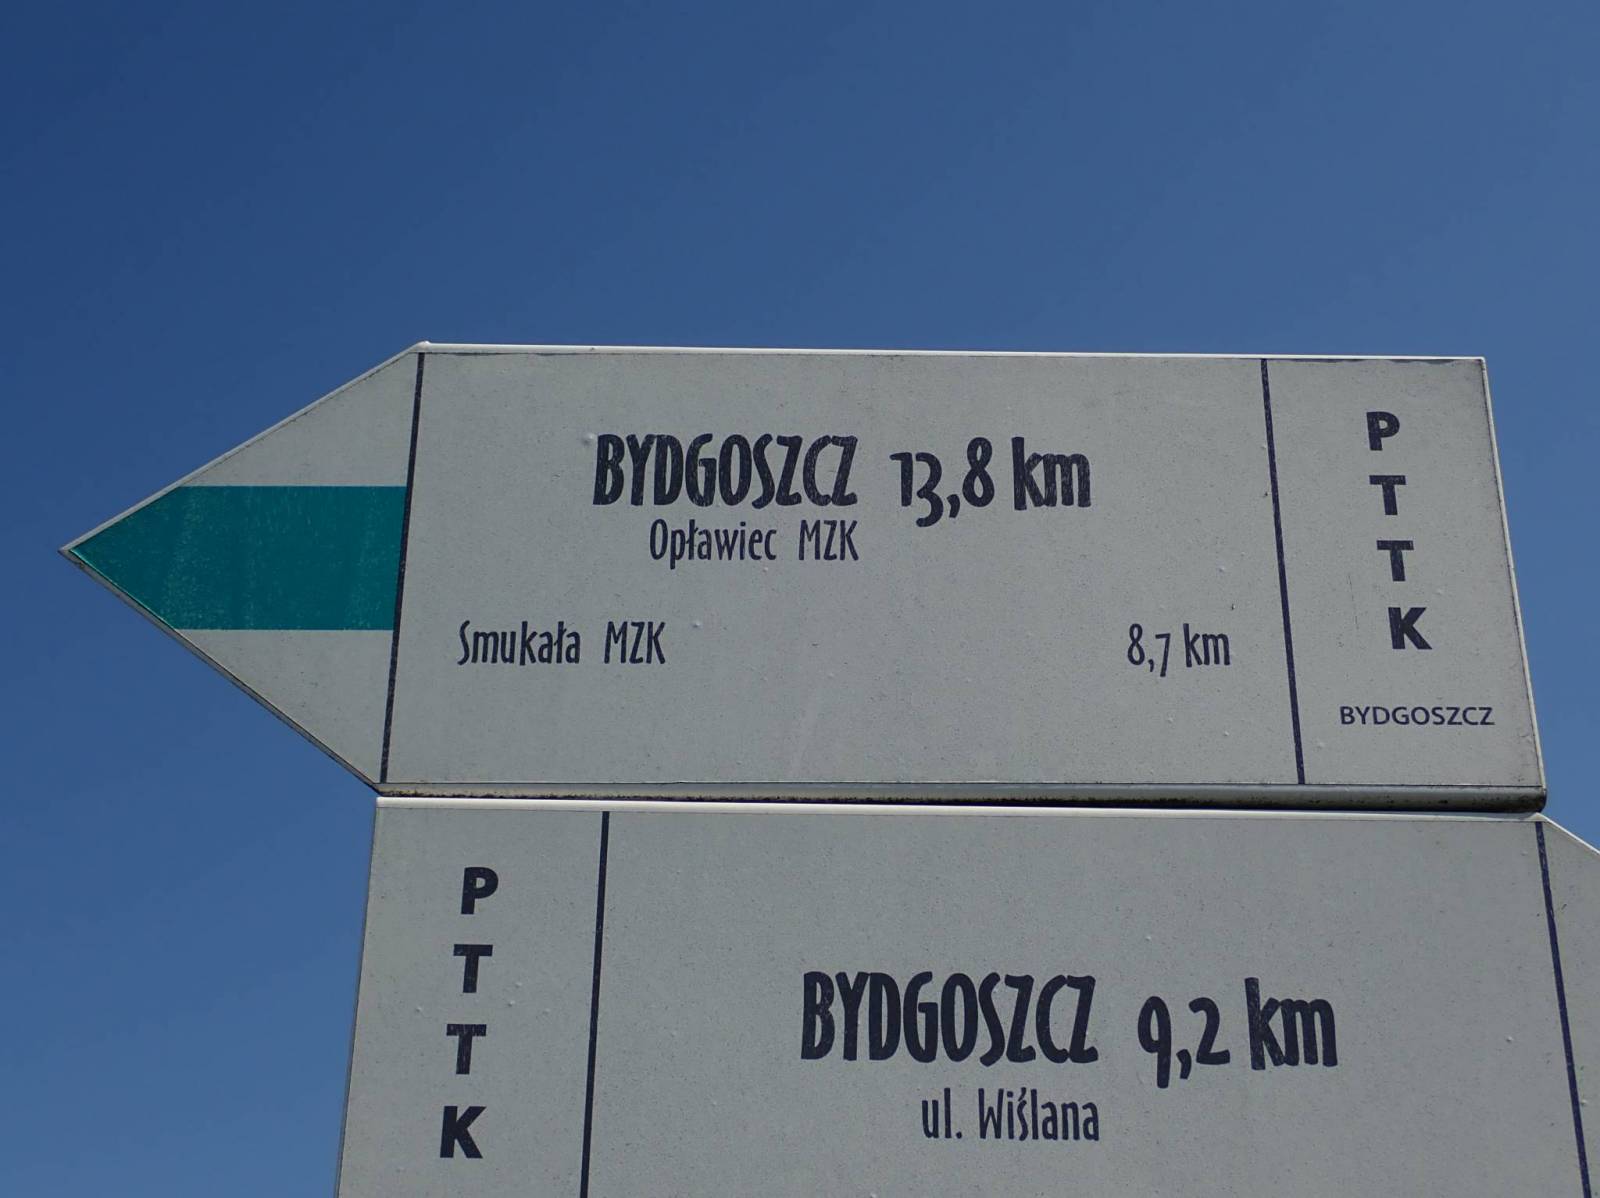 BYDGOSZCZ 13,8 km
Opławiec MZK
Smukała MZK 8,7 km
P
T
T
K
BYDGOSZCZ
P
T
T
K
BYDGOSZCZ 9,2 km
ul. Wiślana